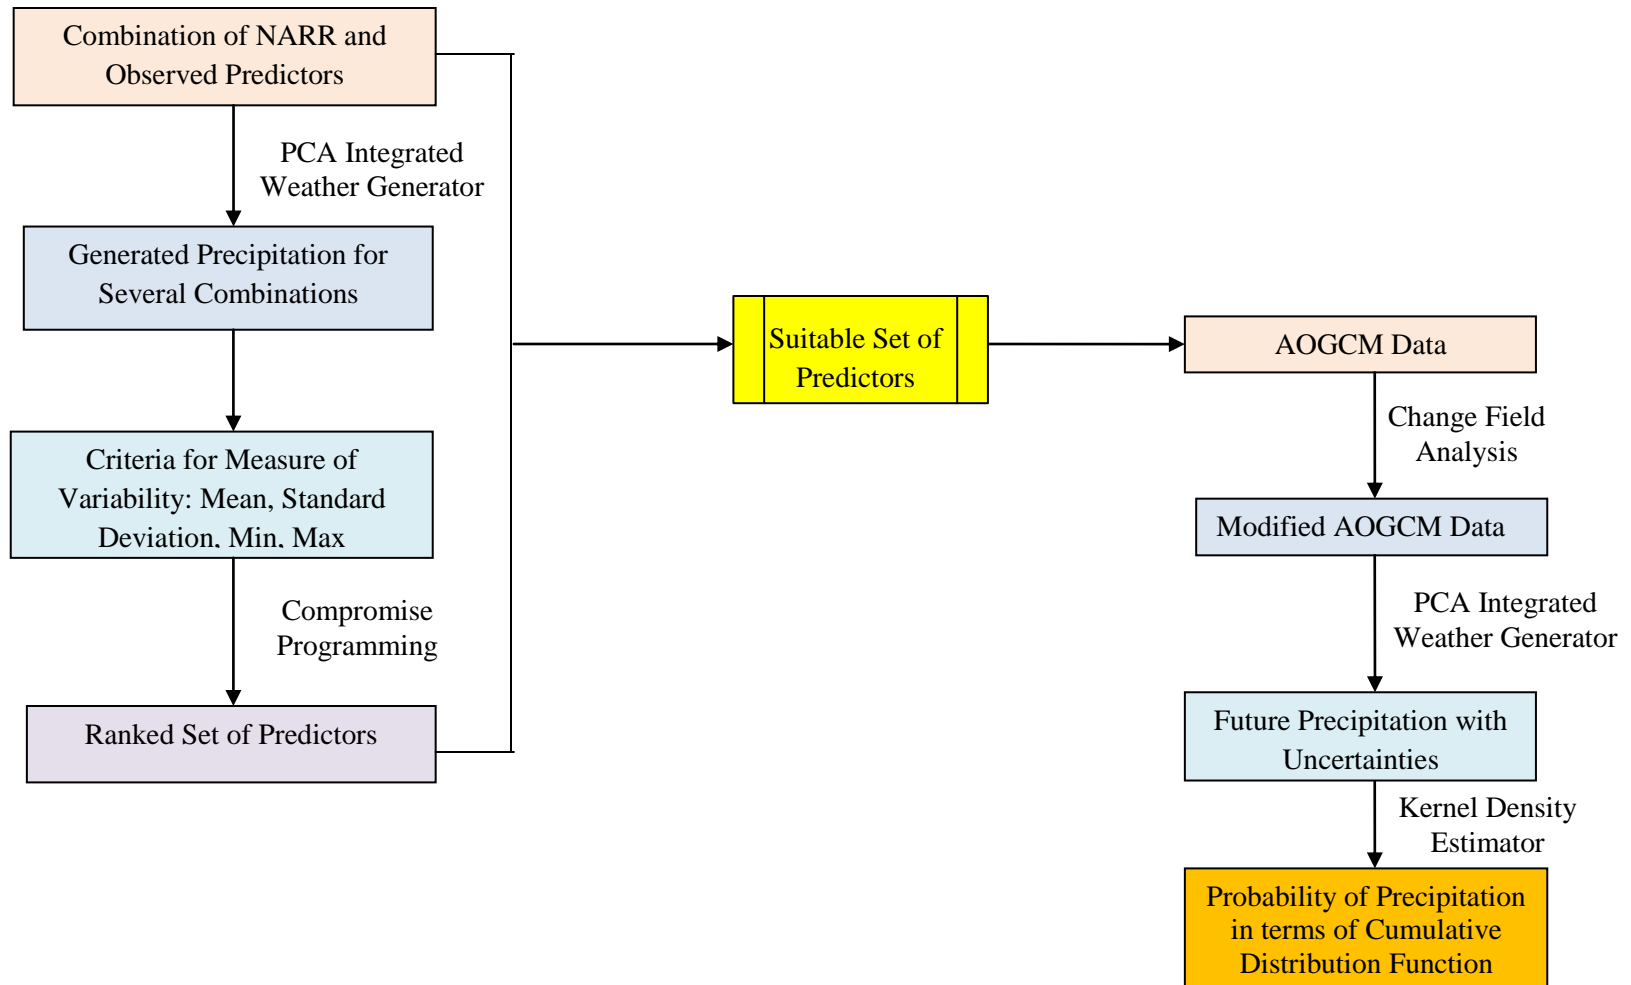 Combination of NARR and
Observed Predictors
PCA Integrated
Weather Generator
Generated Precipitation for
Several Combinations
Criteria for Measure of
Variability: Mean, Standard
Deviation, Min, Max
Compromise
Programming
Ranked Set of Predictors
Suitable Set of
Predictors
AOGCM Data
Change Field
Analysis
Modified AOGCM Data
PCA Integrated
Weather Generator
Future Precipitation with
Uncertainties
Kernel Density
Estimator
Probability of Precipitation
in terms of Cumulative
Distribution Function